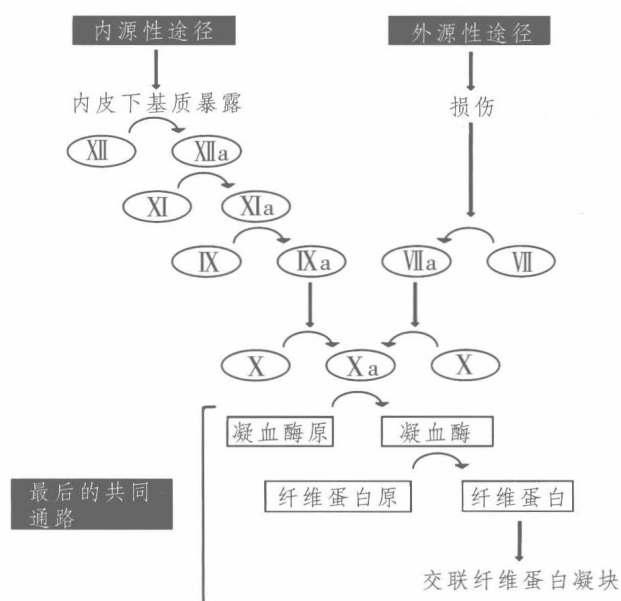 内源性途径
外源性途径
内皮下基质暴露
损伤
Ⅻ
Ⅻa
Ⅺ
Ⅺa
Ⅸ
Ⅸa
Ⅶa
Ⅶ
Ⅹ
Ⅹa
Ⅹ
凝血酶原
凝血酶
最后的共同
通路
纤维蛋白原
纤维蛋白
交联纤维蛋白凝块